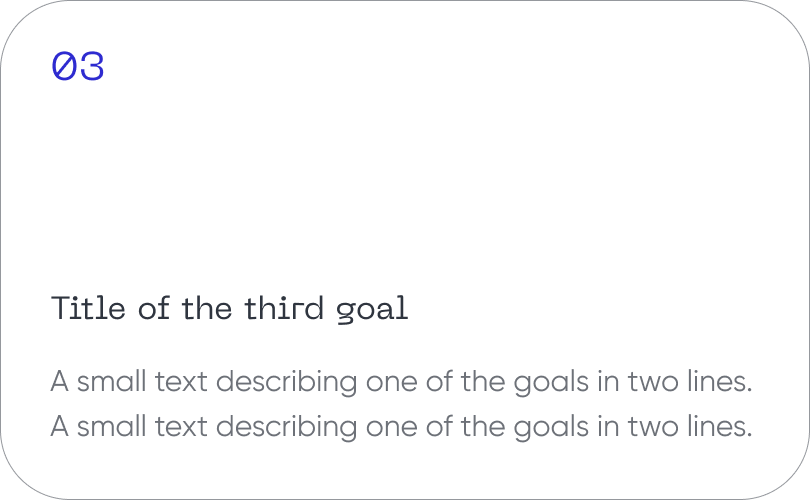 03
Title of the third goal
A small text describing one of the goals in two lines.
A small text describing one of the goals in two lines.